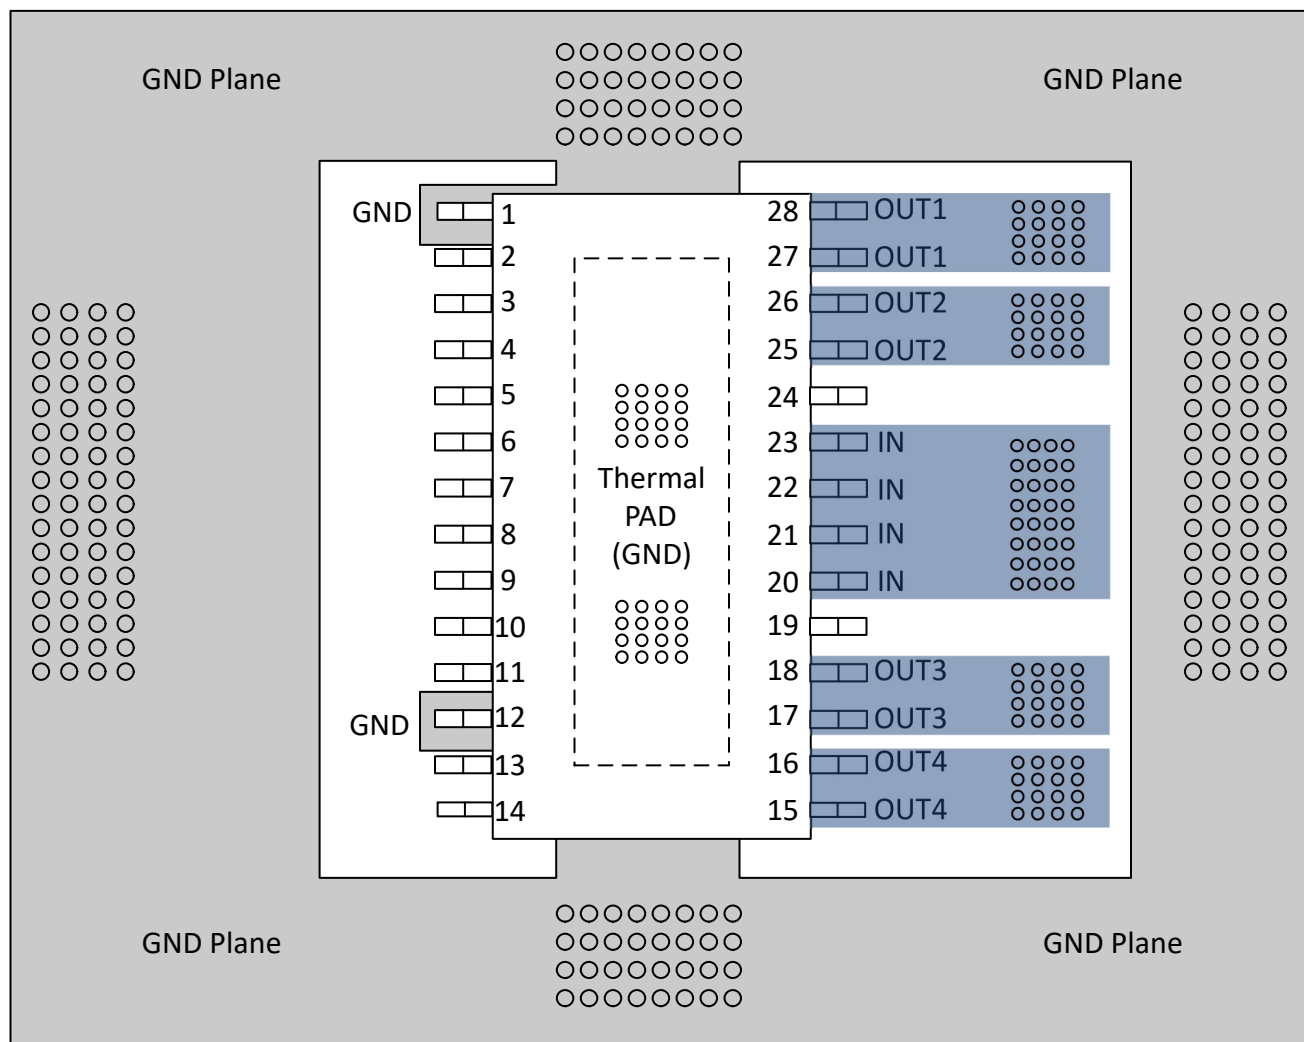 GND Plane
GND Plane
GND
1
28
OUT1
2
27
OUT1
3
26
OUT2
4
25
OUT2
5
24
6
23
IN
7
Thermal
22
IN
PAD
8
(GND)
21
IN
9
20
IN
10
19
11
18
OUT3
GND
12
17
OUT3
13
16
OUT4
14
15
OUT4
GND Plane
GND Plane